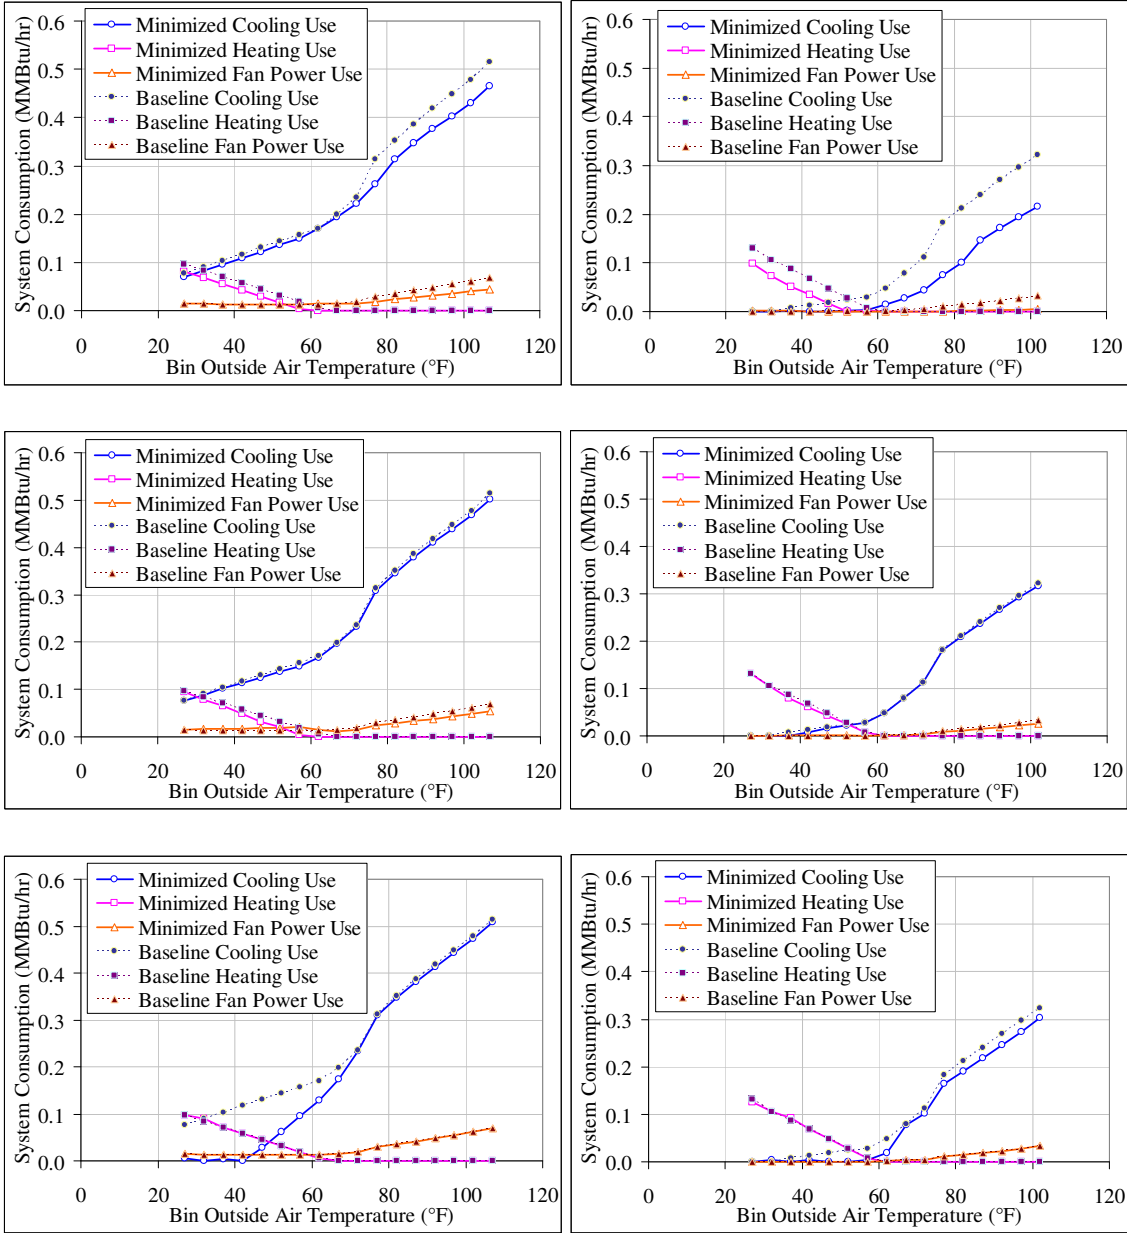 System Consumption (MMBtu/hr)
0.6
0.5
0.4
0.3
0.2
0.1
0.0
Minimized Cooling Use
Minimized Heating Use
Minimized Fan Power Use
Baseline Cooling Use
Baseline Heating Use
Baseline Fan Power Use
0 20 40 60 80 100 120
Bin Outside Air Temperature (°F)
System Consumption (MMBtu/hr)
0.6
0.5
0.4
0.3
0.2
0.1
0.0
Minimized Cooling Use
Minimized Heating Use
Minimized Fan Power Use
Baseline Cooling Use
Baseline Heating Use
Baseline Fan Power Use
0 20 40 60 80 100 120
Bin Outside Air Temperature (°F)
System Consumption (MMBtu/hr)
0.6
0.5
0.4
0.3
0.2
0.1
0.0
Minimized Cooling Use
Minimized Heating Use
Minimized Fan Power Use
Baseline Cooling Use
Baseline Heating Use
Baseline Fan Power Use
0 20 40 60 80 100 120
Bin Outside Air Temperature (°F)
System Consumption (MMBtu/hr)
0.6
0.5
0.4
0.3
0.2
0.1
0.0
Minimized Cooling Use
Minimized Heating Use
Minimized Fan Power Use
Baseline Cooling Use
Baseline Heating Use
Baseline Fan Power Use
0 20 40 60 80 100 120
Bin Outside Air Temperature (°F)
System Consumption (MMBtu/hr)
0.6
0.5
0.4
0.3
0.2
0.1
0.0
Minimized Cooling Use
Minimized Heating Use
Minimized Fan Power Use
Baseline Cooling Use
Baseline Heating Use
Baseline Fan Power Use
0 20 40 60 80 100 120
Bin Outside Air Temperature (°F)
System Consumption (MMBtu/hr)
0.6
0.5
0.4
0.3
0.2
0.1
0.0
Minimized Cooling Use
Minimized Heating Use
Minimized Fan Power Use
Baseline Cooling Use
Baseline Heating Use
Baseline Fan Power Use
0 20 40 60 80 100 120
Bin Outside Air Temperature (°F)